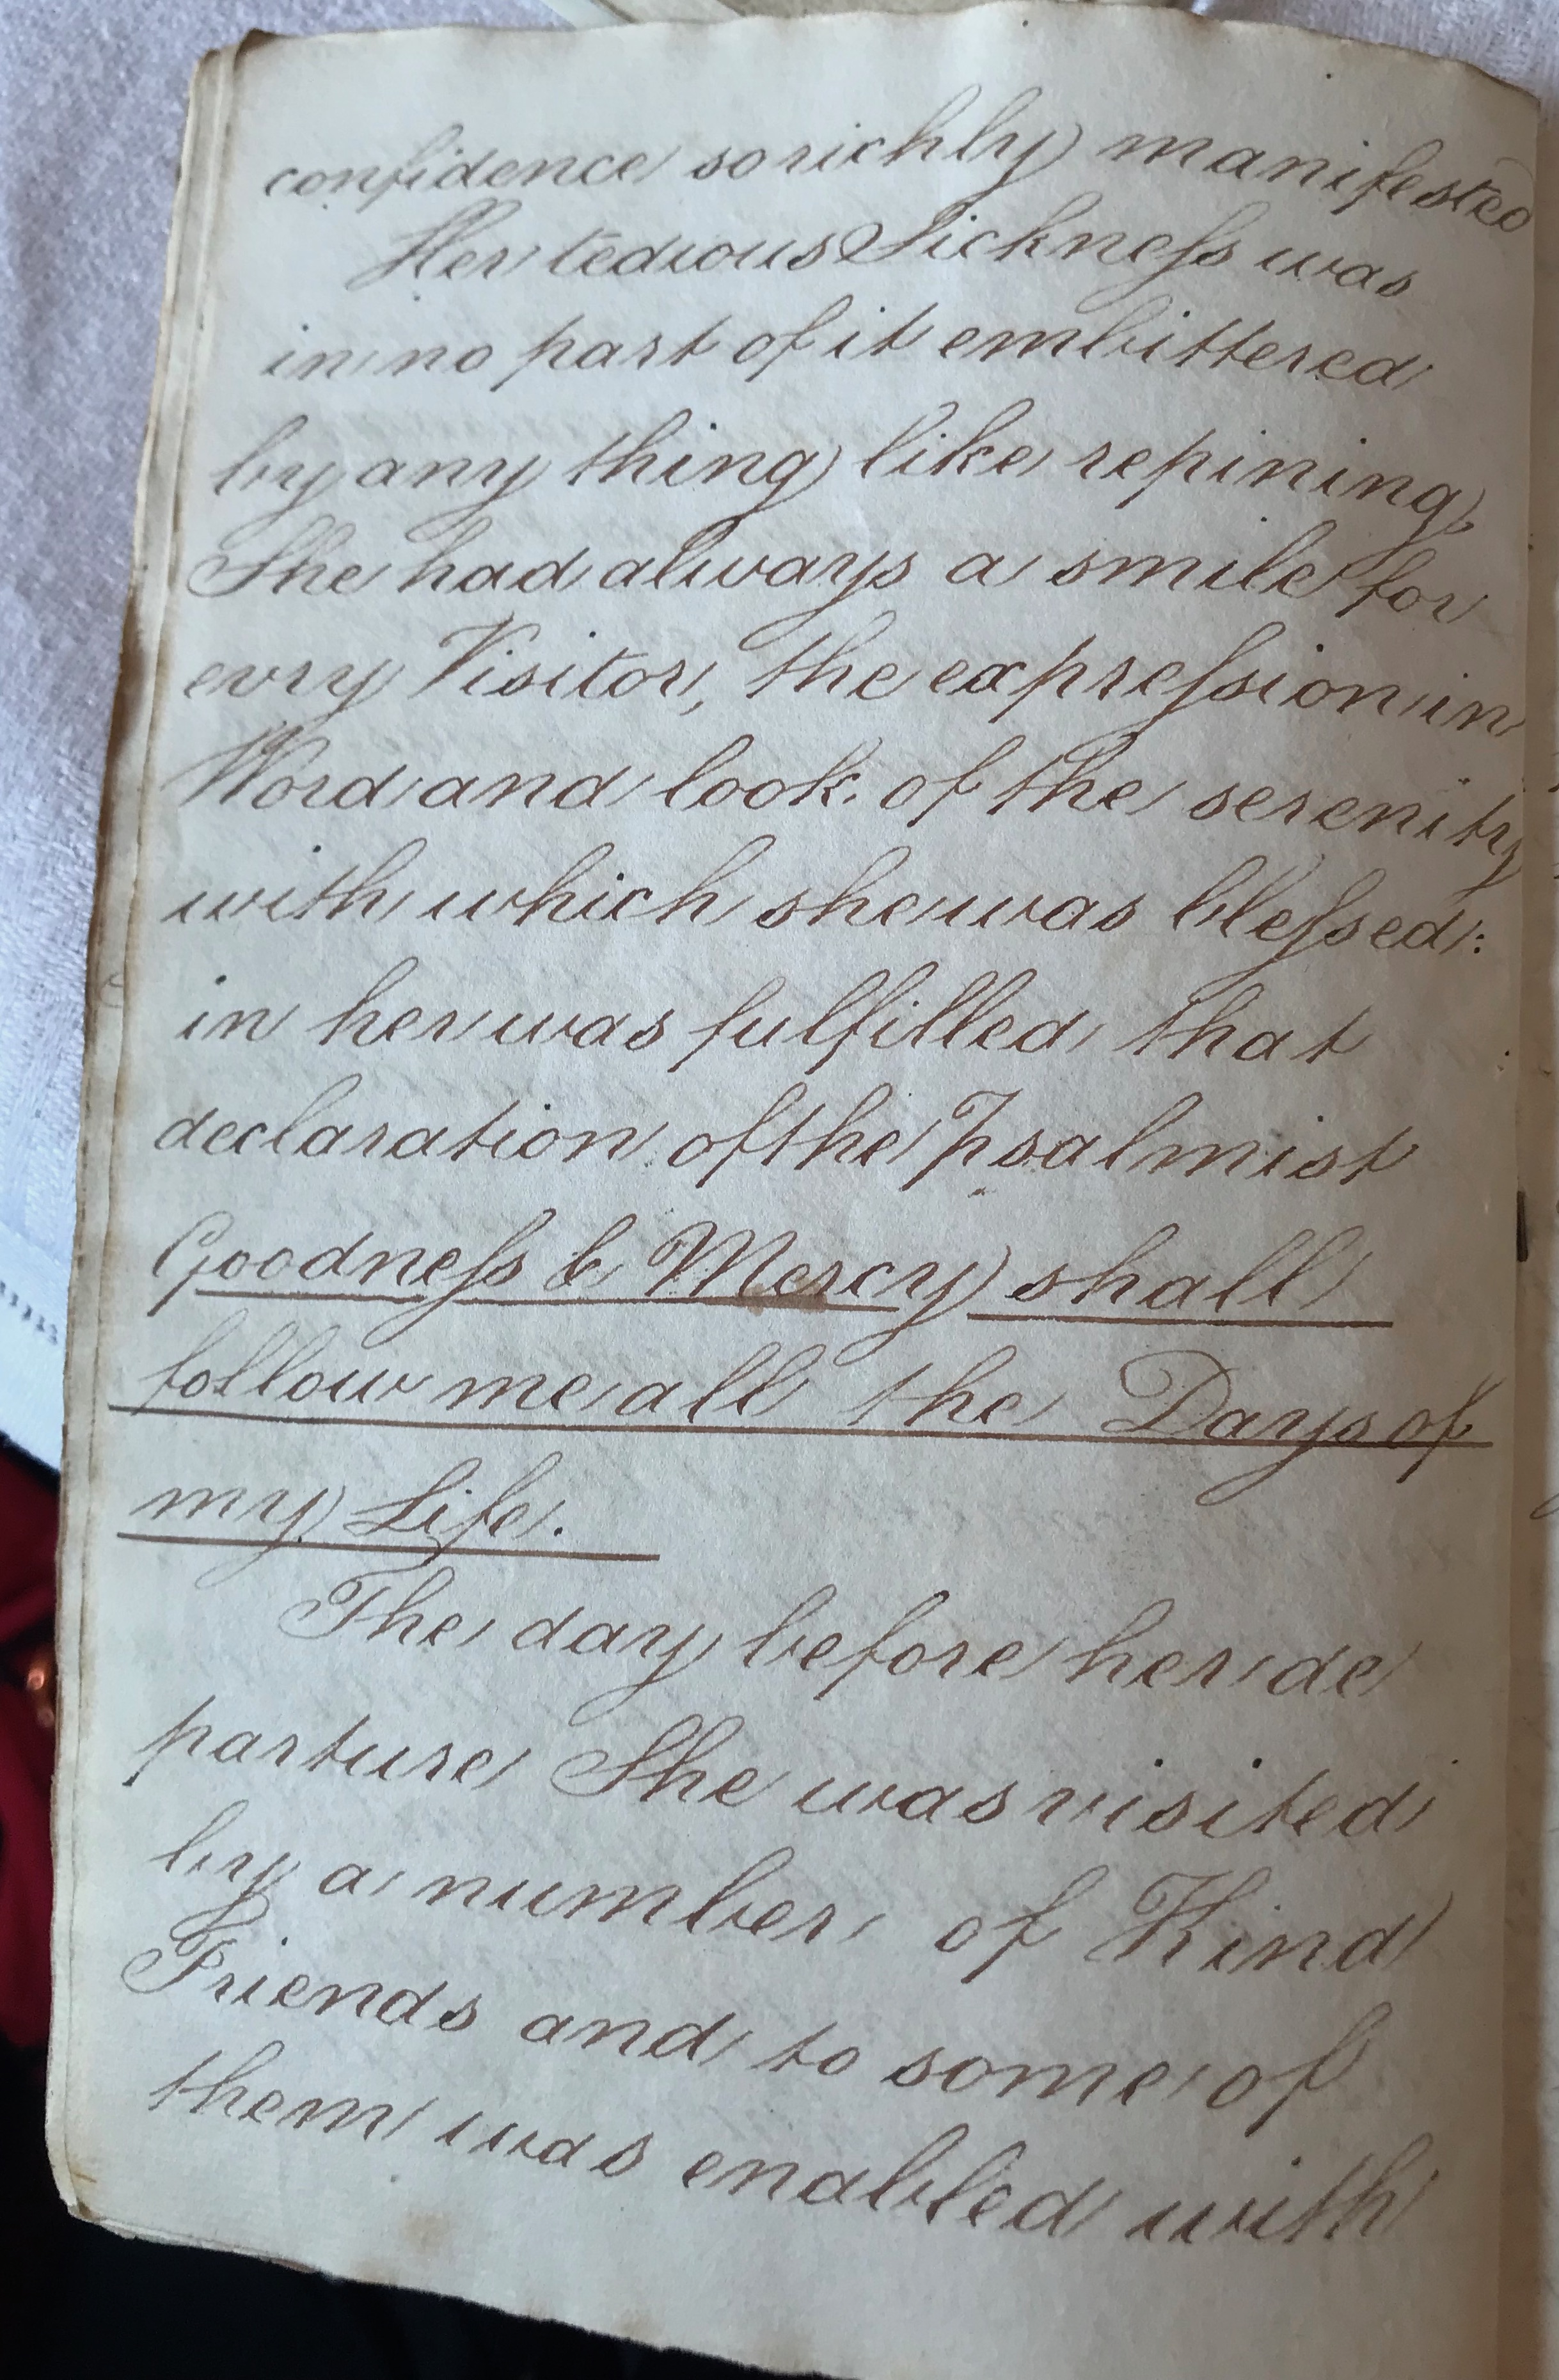 confidence so richly manifested
Her tedious Sickneſs was
in no part of it embittered
by any thing like repining
She had always a smile for
evry Visitor, the expreſsion in
Word and look of the serenity
with which she was bleſsed:
in her was fulfilled that
declaration of the Psalmist
Goodneſs & Mercy shall
follow me all the Days of
my Life.
The day before her de
parture She was visited
by a number of Kind
Friends and to some of
them was enabled with